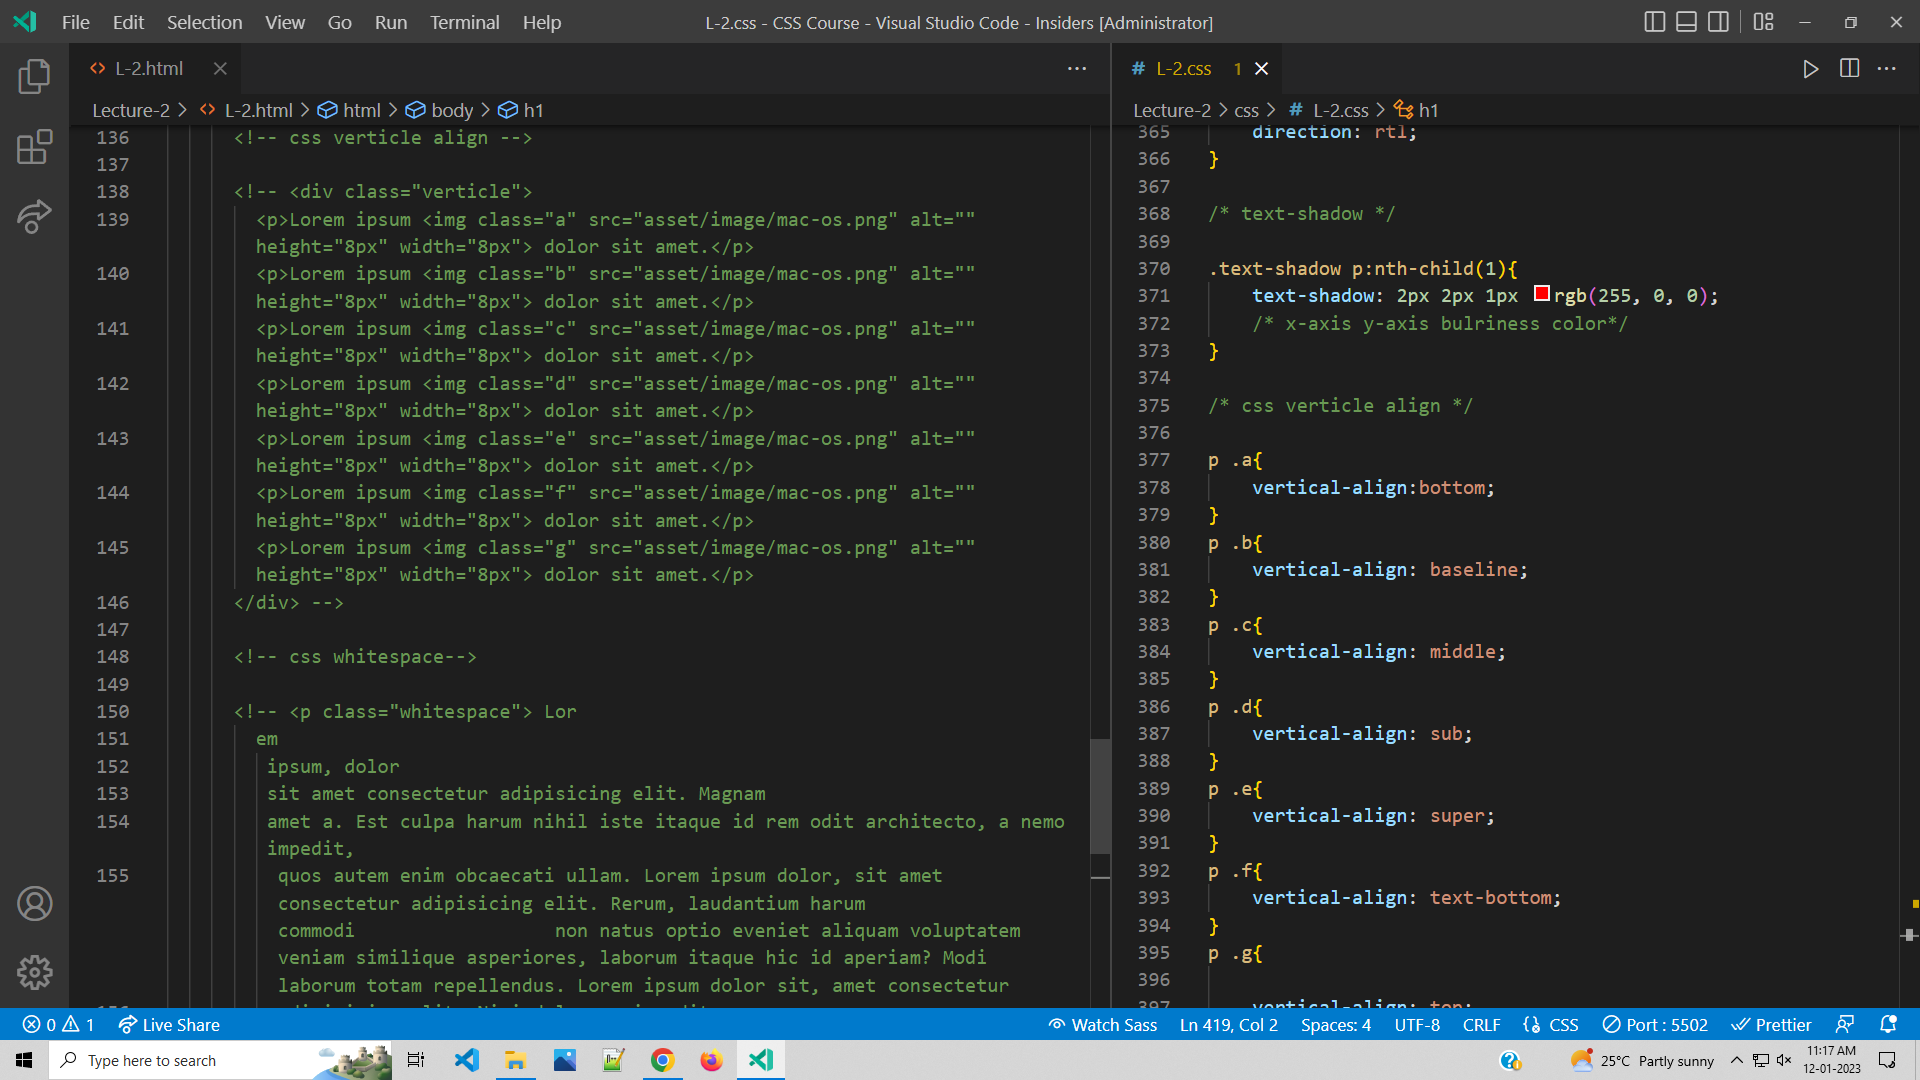 File Edit Selection View Go Run Terminal Help
L-2.css - CSS Course - Visual Studio Code - Insiders [Administrator]
L-2.html
Lecture-2 > L-2.html > html > body > h1
136 <!-- css verticle align -->
137
138 <!-- <div class="verticle">
139 <p>Lorem ipsum <img class="a" src="asset/image/mac-os.png" alt=""
height="8px" width="8px"> dolor sit amet.</p>
140 <p>Lorem ipsum <img class="b" src="asset/image/mac-os.png" alt=""
height="8px" width="8px"> dolor sit amet.</p>
141 <p>Lorem ipsum <img class="c" src="asset/image/mac-os.png" alt=""
height="8px" width="8px"> dolor sit amet.</p>
142 <p>Lorem ipsum <img class="d" src="asset/image/mac-os.png" alt=""
height="8px" width="8px"> dolor sit amet.</p>
143 <p>Lorem ipsum <img class="e" src="asset/image/mac-os.png" alt=""
height="8px" width="8px"> dolor sit amet.</p>
144 <p>Lorem ipsum <img class="f" src="asset/image/mac-os.png" alt=""
height="8px" width="8px"> dolor sit amet.</p>
145 <p>Lorem ipsum <img class="g" src="asset/image/mac-os.png" alt=""
height="8px" width="8px"> dolor sit amet.</p>
146 </div> -->
147
148 <!-- css whitespace-->
149
150 <!-- <p class="whitespace"> Lor
151 em
152 ipsum, dolor
153 sit amet consectetur adipisicing elit. Magnam
154 amet a. Est culpa harum nihil iste itaque id rem odit architecto, a nemo
impedit,
155 quos autem enim obcaecati ullam. Lorem ipsum dolor, sit amet
consectetur adipisicing elit. Rerum, laudantium harum
commodi non natus optio eveniet aliquam voluptatem
veniam similique asperiores, laborum itaque hic id aperiam? Modi
laborum totam repellendus. Lorem ipsum dolor sit, amet consectetur
L-2.css 1
Lecture-2 > css > # L-2.css > h1
365 direction: rtl;
366 }
367
368 /* text-shadow */
369
370 .text-shadow p:nth-child(1){
371 text-shadow: 2px 2px 1px rgb(255, 0, 0);
372 /* x-axis y-axis bulriness color*/
373 }
374
375 /* css verticle align */
376
377 p .a{
378 vertical-align:bottom;
379 }
380 p .b{
381 vertical-align: baseline;
382 }
383 p .c{
384 vertical-align: middle;
385 }
386 p .d{
387 vertical-align: sub;
388 }
389 p .e{
390 vertical-align: super;
391 }
392 p .f{
393 vertical-align: text-bottom;
394 }
395 p .g{
396
397 vertical-align: top;
0 1 Live Share Watch Sass Ln 419, Col 2 Spaces: 4 UTF-8 CRLF CSS Port : 5502 Prettier
Type here to search
25°C Partly sunny
11:17 AM
12-01-2023